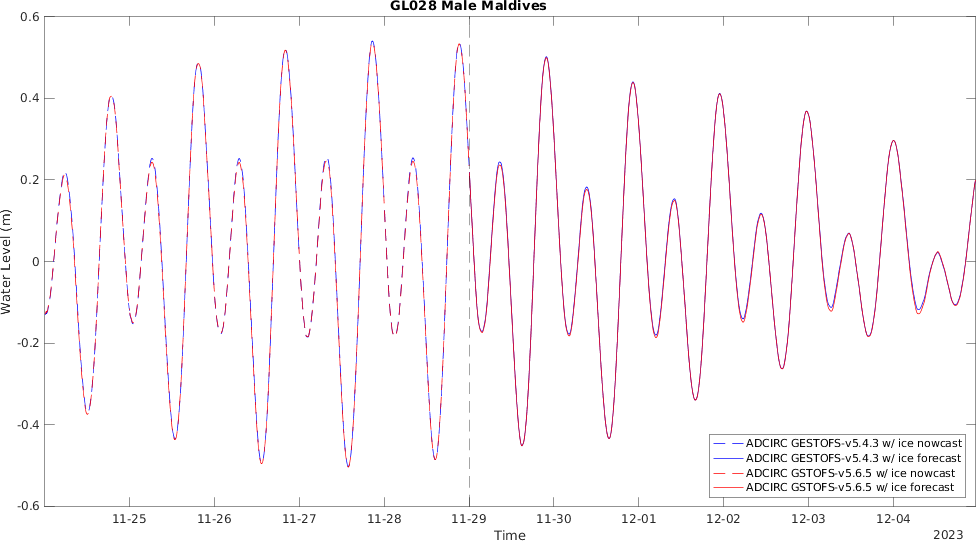 GL028 Male Maldives
Water Level (m)
0.6
0.4
0.2
0
-0.2
-0.4
-0.6
11-25
11-26
11-27
11-28
11-29
11-30
12-01
12-02
12-03
12-04
Time
2023
ADCIRC GESTOFS-v5.4.3 w/ ice nowcast
ADCIRC GESTOFS-v5.4.3 w/ ice forecast
ADCIRC GSTOFS-v5.6.5 w/ ice nowcast
ADCIRC GSTOFS-v5.6.5 w/ ice forecast